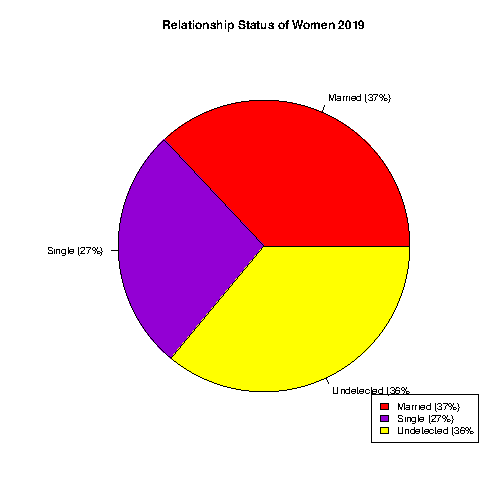 Relationship Status of Women 2019
Married (37%)
Single (27%)
Undetected (36%
Married (37%)
Single (27%)
Undetected (36%